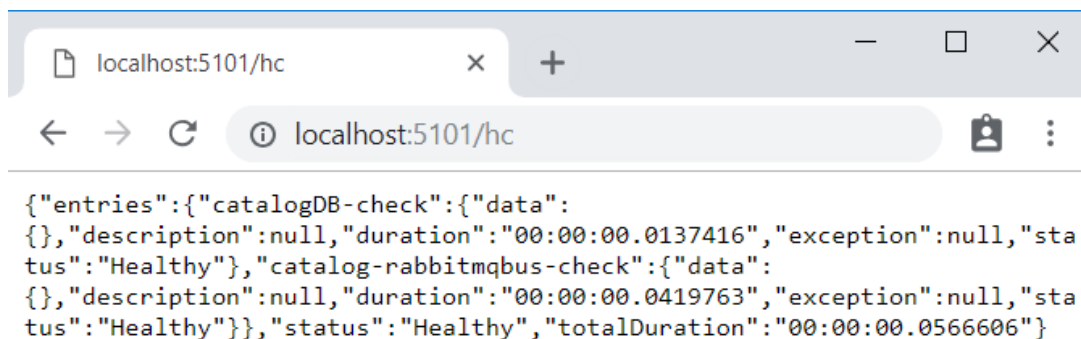 localhost:5101/hc
localhost:5101/hc
{"entries":{"catalogDB-check":{"data":
{},"description":null,"duration":"00:00:00.0137416","exception":null,"sta
tus":"Healthy"},"catalog-rabbitmqbus-check":{"data":
{},"description":null,"duration":"00:00:00.0419763","exception":null,"sta
tus":"Healthy"}},"status":"Healthy","totalDuration":"00:00:00.0566606"}